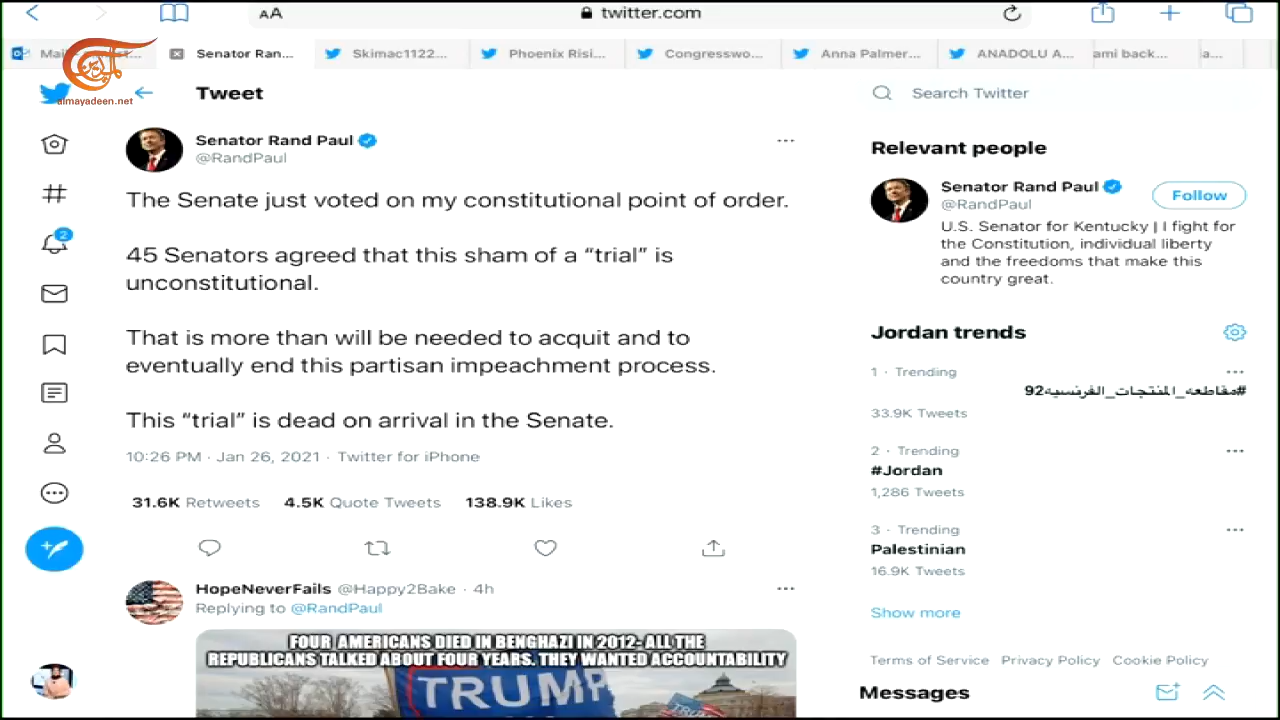 twitter.com
AA
Mail
Senator Ran...
Skimac1122...
Phoenix Risi...
Congresswo...
Anna Palmer...
ANADOLU A...
ami back...
a...
الميادين
almayadeen.net
Tweet
Search Twitter
Senator Rand Paul
@RandPaul
The Senate just voted on my constitutional point of order.
45 Senators agreed that this sham of a “trial” is
unconstitutional.
That is more than will be needed to acquit and to
eventually end this partisan impeachment process.
This “trial” is dead on arrival in the Senate.
10:26 PM · Jan 26, 2021 · Twitter for iPhone
31.6K Retweets 4.5K Quote Tweets 138.9K Likes
HopeNeverFails @Happy2Bake · 4h
Replying to @RandPaul
FOUR AMERICANS DIED IN BENGHAZI IN 2012- ALL THE
REPUBLICANS TALKED ABOUT FOUR YEARS. THEY WANTED ACCOUNTABILITY
TRUMP
TRUMP
2
Relevant people
Senator Rand Paul
@RandPaul
Follow
U.S. Senator for Kentucky | I fight for
the Constitution, individual liberty
and the freedoms that make this
country great.
Jordan trends
1 · Trending
#مقاطعه_المنتجات_الفرنسيه92
33.9K Tweets
2 · Trending
#Jordan
1,286 Tweets
3 · Trending
Palestinian
16.9K Tweets
Show more
Terms of Service Privacy Policy Cookie Policy
Messages